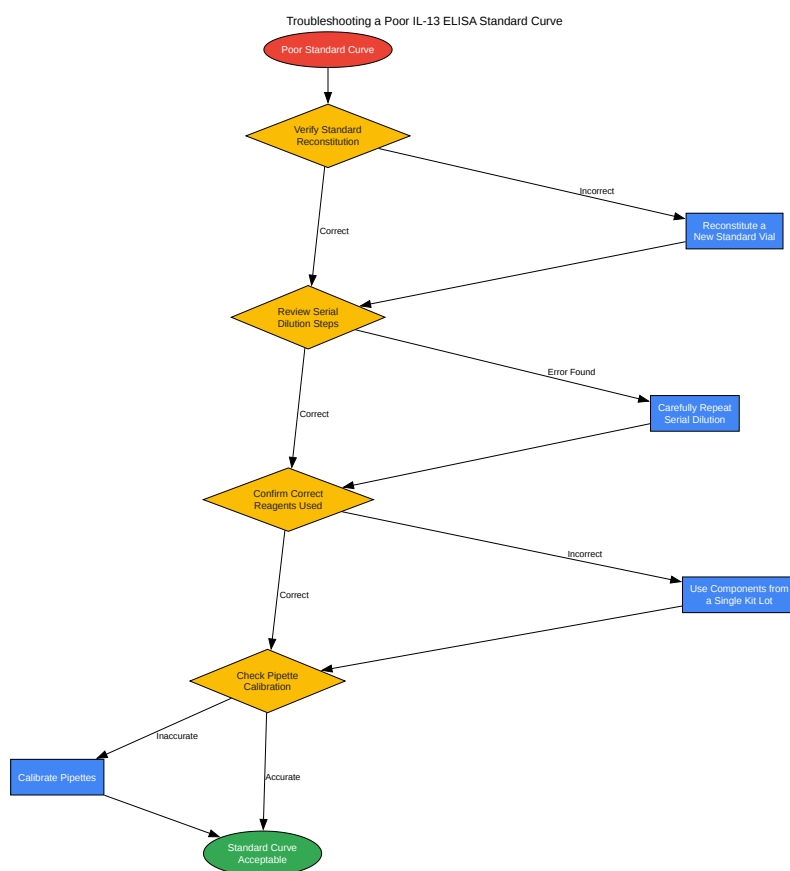 Troubleshooting a Poor IL-13 ELISA Standard Curve
Poor Standard Curve
Verify Standard
Reconstitution
Incorrect
Reconstitute a
New Standard Vial
Correct
Review Serial
Dilution Steps
Error Found
Carefully Repeat
Serial Dilution
Correct
Confirm Correct
Reagents Used
Incorrect
Use Components from
a Single Kit Lot
Correct
Check Pipette
Calibration
Inaccurate
Calibrate Pipettes
Accurate
Standard Curve
Acceptable